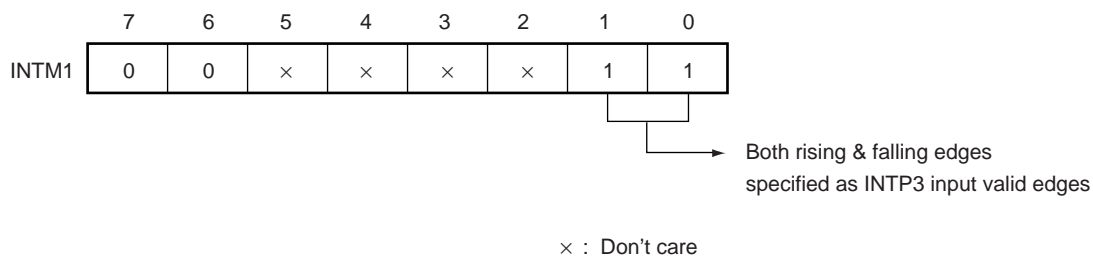 7 6 5 4 3 2 1 0
INTM1 0 0 × × × × 1 1
Both rising & falling edges
specified as INTP3 input valid edges
× : Don't care